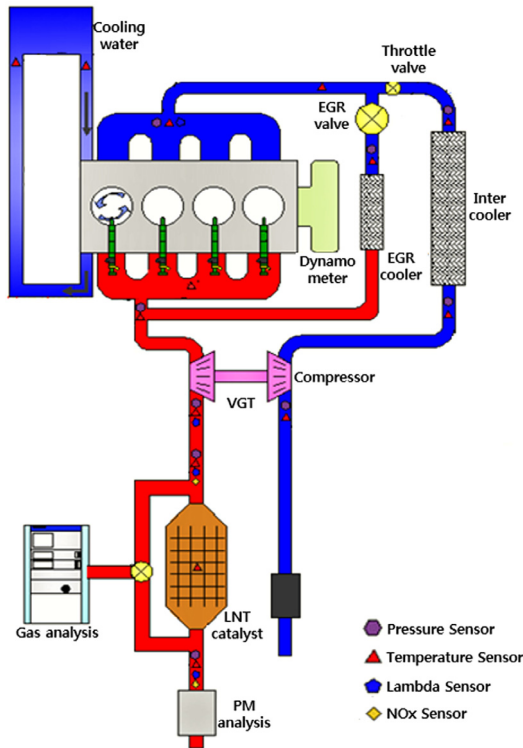 Cooling
water
Throttle
valve
EGR
valve
Inter
cooler
EGR
cooler
Dynamo
meter
Compressor
VGT
Gas analysis
LNT
catalyst
PM
analysis
Pressure Sensor
Temperature Sensor
Lambda Sensor
NOx Sensor